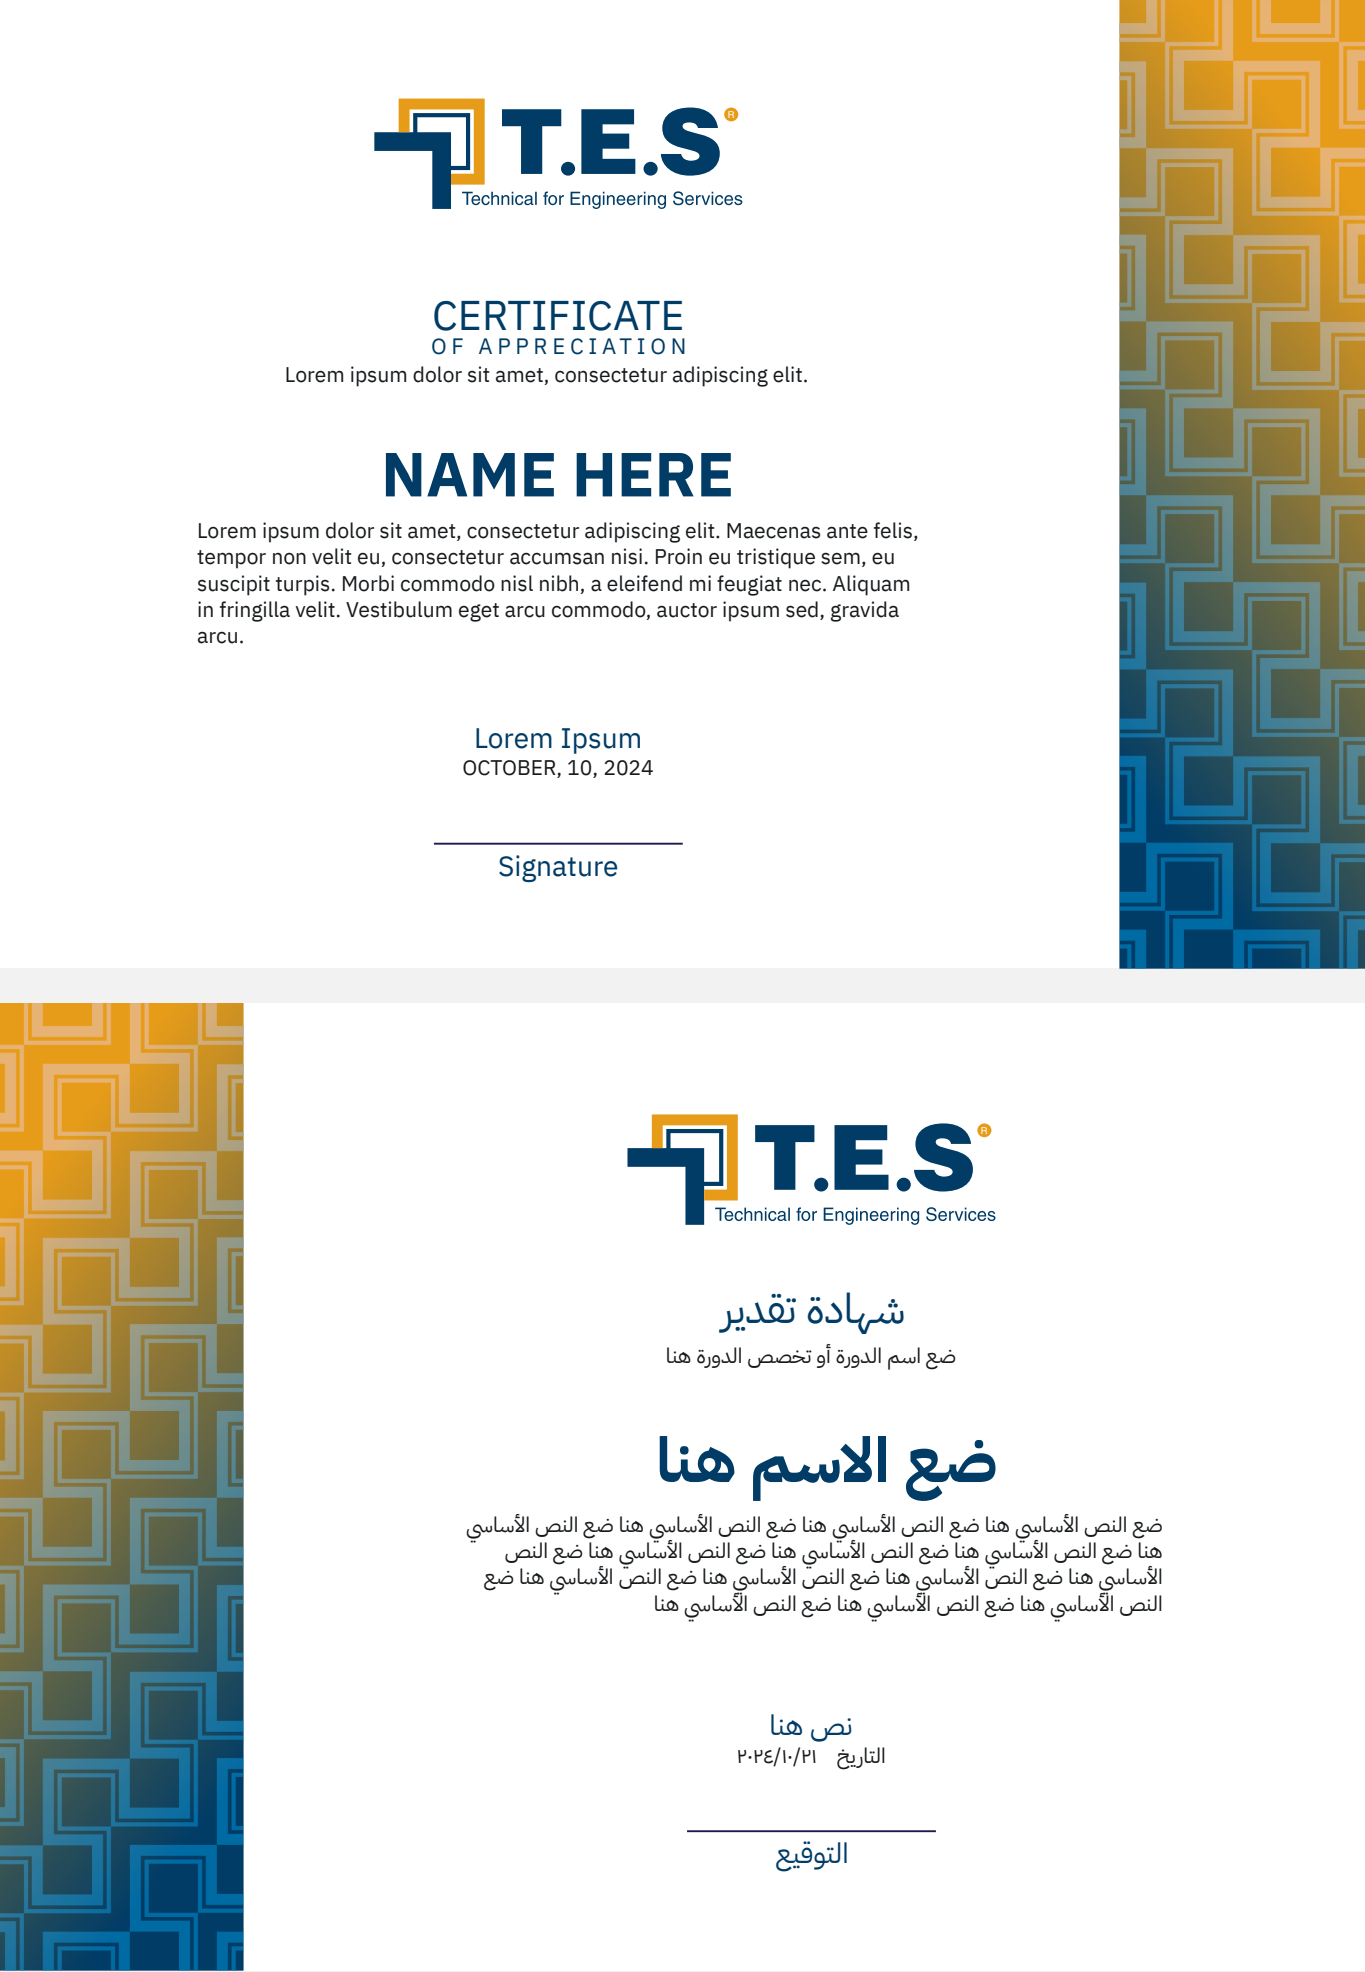 T.E.S®
Technical for Engineering Services
CERTIFICATE
OF APPRECIATION
Lorem ipsum dolor sit amet, consectetur adipiscing elit.
NAME HERE
Lorem ipsum dolor sit amet, consectetur adipiscing elit. Maecenas ante felis,
tempor non velit eu, consectetur accumsan nisi. Proin eu tristique sem, eu
suscipit turpis. Morbi commodo nisl nibh, a eleifend mi feugiat nec. Aliquam
in fringilla velit. Vestibulum eget arcu commodo, auctor ipsum sed, gravida
arcu.
Lorem Ipsum
OCTOBER, 10, 2024
Signature
T.E.S®
Technical for Engineering Services
شهادة تقدير
ضع اسم الدورة أو تخصص الدورة هنا
ضع الاسم هنا
ضع النص الأساسي هنا ضع النص الأساسي هنا ضع النص الأساسي هنا ضع النص الأساسي
هنا ضع النص الأساسي هنا ضع النص الأساسي هنا ضع النص الأساسي هنا ضع النص
الأساسي هنا ضع النص الأساسي هنا ضع النص الأساسي هنا ضع النص الأساسي هنا ضع
النص الأساسي هنا ضع النص الأساسي هنا ضع النص الأساسي هنا
نص هنا
التاريخ ٢٠٢٤/١٠/٢١
التوقيع